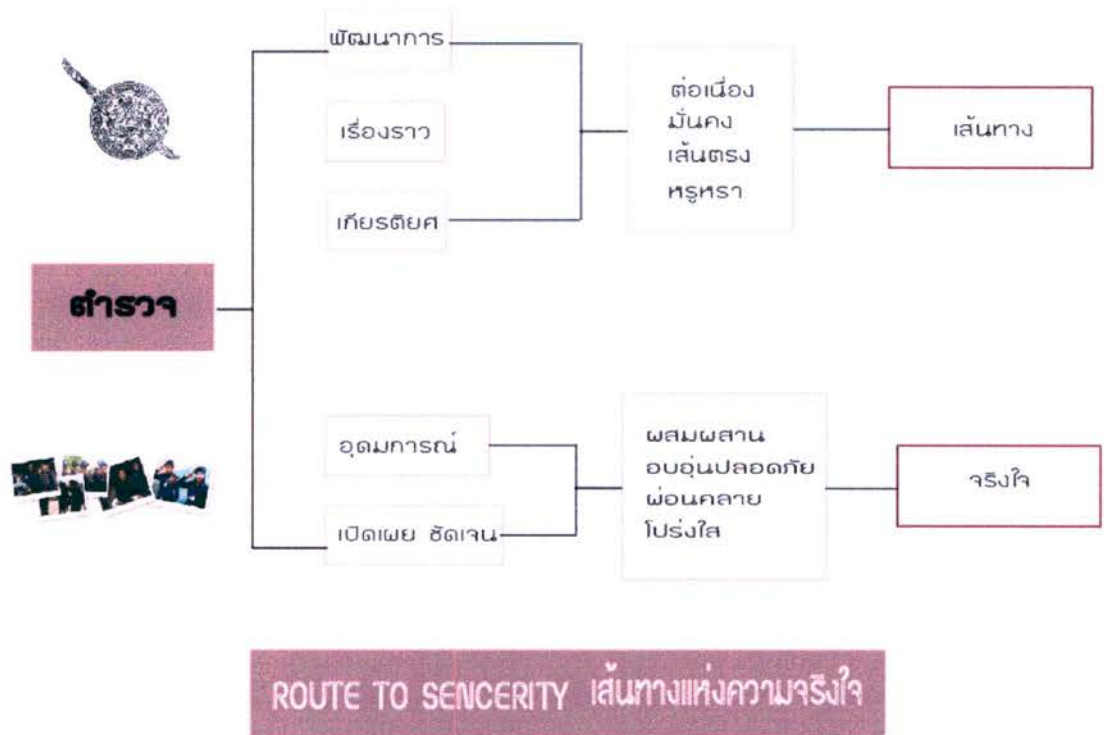 พัฒนาการ
เรื่องราว
เกียรติยศ
ต่อเนื่อง
มั่นคง
เส้นตรง
หรูหรา
เส้นทาง
ตำรวจ
อุดมการณ์
เปิดเผย ชัดเจน
ผสมผสาน
อบอุ่นปลอดภัย
ผ่อนคลาย
โปร่งใส
จริงใจ
ROUTE TO SENCERITY เส้นทางแห่งความจริงใจ